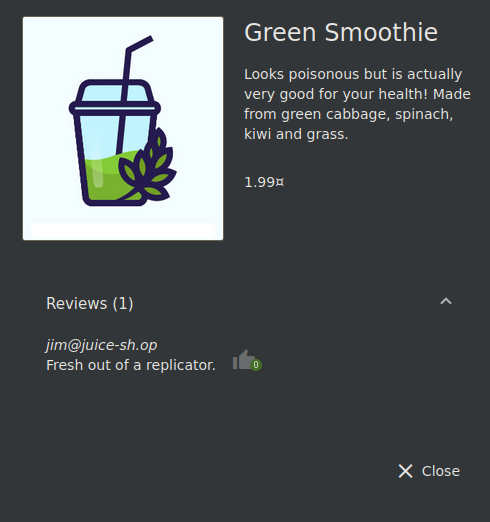 Green Smoothie
Looks poisonous but is actually
very good for your health! Made
from green cabbage, spinach,
kiwi and grass.
1.99¤
Reviews (1)
jim@juice-sh.op
Fresh out of a replicator.
0
Close